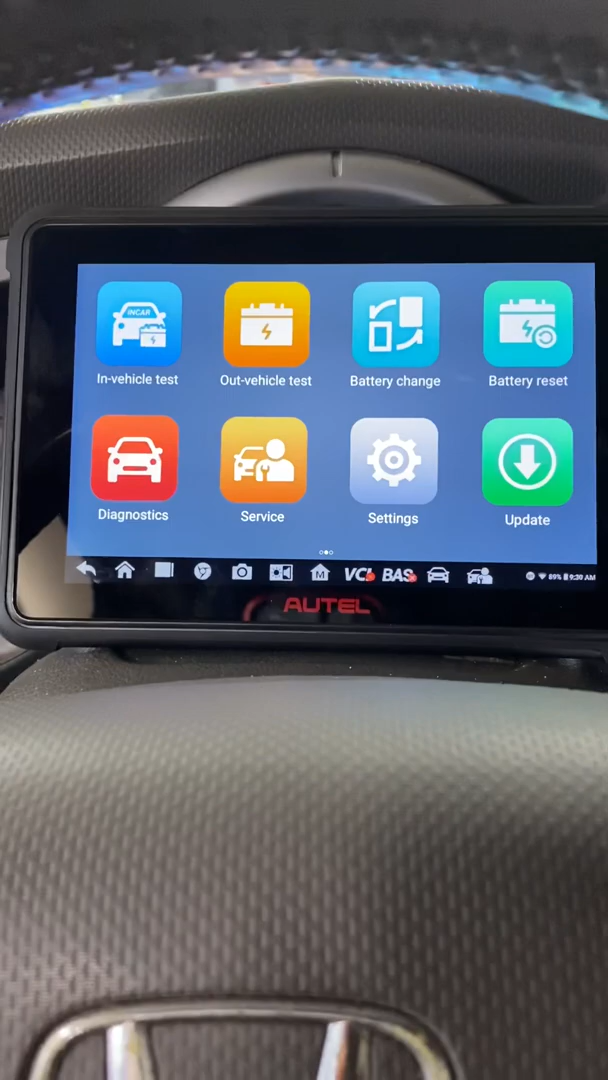 INCAR
In-vehicle test
Out-vehicle test
Battery change
Battery reset
Diagnostics
Service
Settings
Update
M
VCI
BAS
89%
9:30 AM
AUTEL